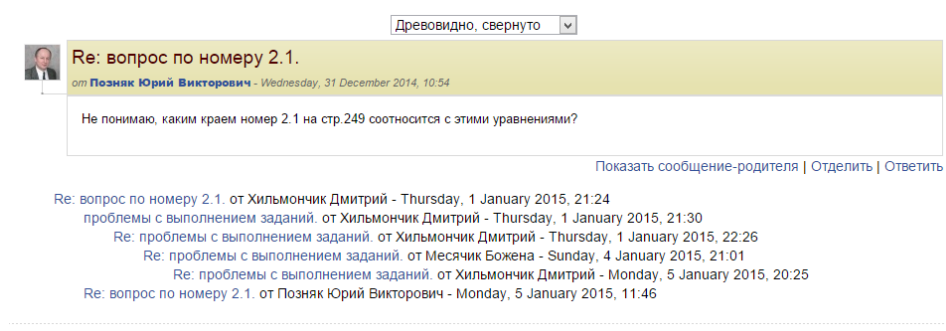 Древовидно, свернуто
Re: вопрос по номеру 2.1.
от Позняк Юрий Викторович - Wednesday, 31 December 2014, 10:54
Не понимаю, каким краем номер 2.1 на стр.249 соотносится с этими уравнениями?
Показать сообщение-родителя | Отделить | Ответить
Re: вопрос по номеру 2.1. от Хильмончик Дмитрий - Thursday, 1 January 2015, 21:24
проблемы с выполнением заданий. от Хильмончик Дмитрий - Thursday, 1 January 2015, 21:30
Re: проблемы с выполнением заданий. от Хильмончик Дмитрий - Thursday, 1 January 2015, 22:26
Re: проблемы с выполнением заданий. от Месячик Божена - Sunday, 4 January 2015, 21:01
Re: проблемы с выполнением заданий. от Хильмончик Дмитрий - Monday, 5 January 2015, 20:25
Re: вопрос по номеру 2.1. от Позняк Юрий Викторович - Monday, 5 January 2015, 11:46